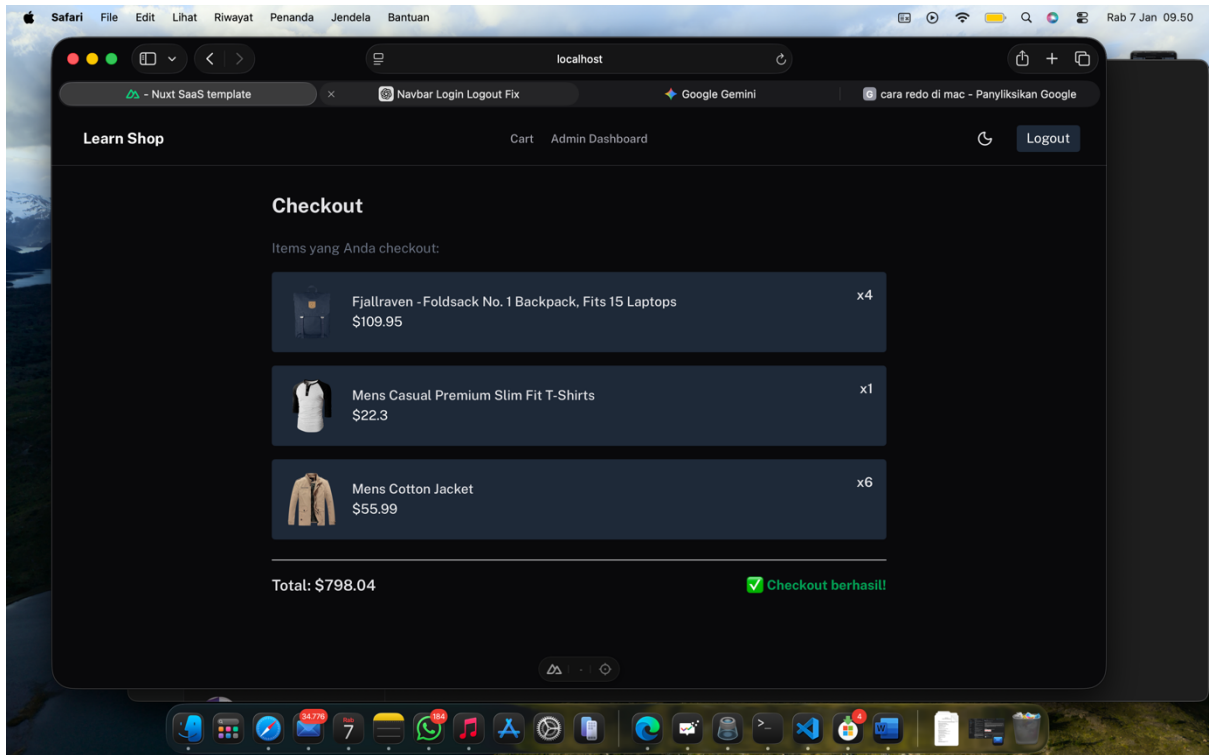 Safari File Edit Lihat Riwayat Penanda Jendela Bantuan Rab 7 Jan 09.50
localhost
- Nuxt SaaS template
Navbar Login Logout Fix
Google Gemini
G cara redo di mac - Panyliksikan Google
Learn Shop
Cart Admin Dashboard
Logout
Checkout
Items yang Anda checkout:
Fjallraven - Foldsack No. 1 Backpack, Fits 15 Laptops
x4
$109.95
Mens Casual Premium Slim Fit T-Shirts
x1
$22.3
Mens Cotton Jacket
x6
$55.99
Total: $798.04
✅ Checkout berhasil!
34.776
Rab
7
184
4